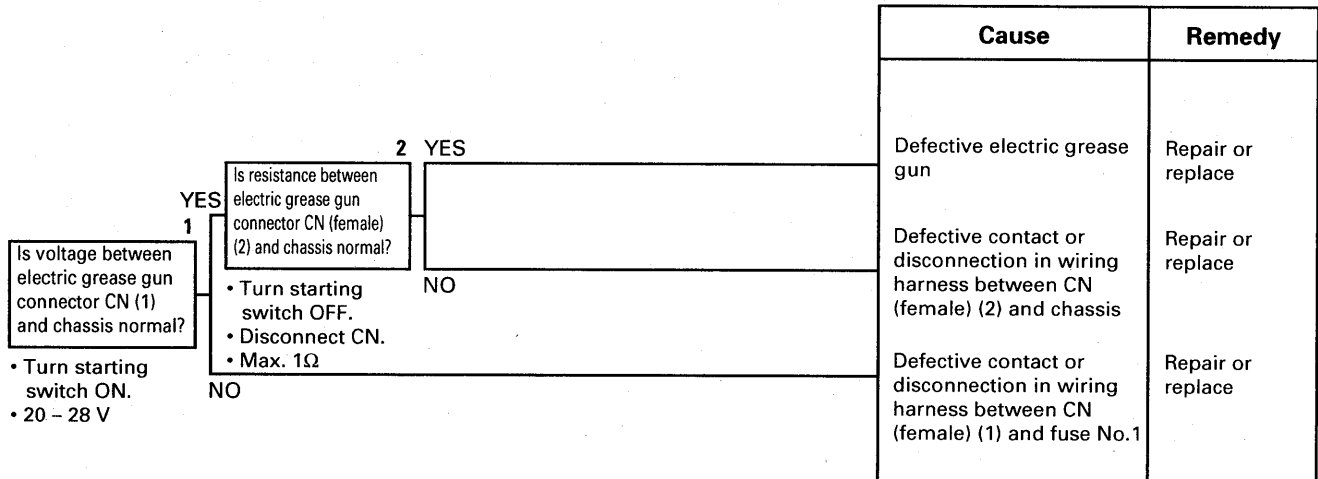 Cause
Remedy
2 YES
Is resistance between
electric grease gun
connector CN (female)
(2) and chassis normal?
Defective electric grease
gun
Repair or
replace
YES
1
Is voltage between
electric grease gun
connector CN (1)
and chassis normal?
• Turn starting
switch ON.
• 20 – 28 V
NO
• Turn starting
switch OFF.
• Disconnect CN.
• Max. 1Ω
Defective contact or
disconnection in wiring
harness between CN
(female) (2) and chassis
Repair or
replace
NO
Defective contact or
disconnection in wiring
harness between CN
(female) (1) and fuse No.1
Repair or
replace